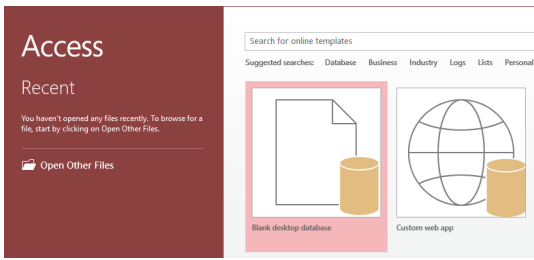 Access
Recent
You haven't opened any files recently. To browse for a
file, start by clicking on Open Other Files.
Open Other Files
Search for online templates
Suggested searches: Database Business Industry Logs Lists Personal
Blank desktop database
Custom web app